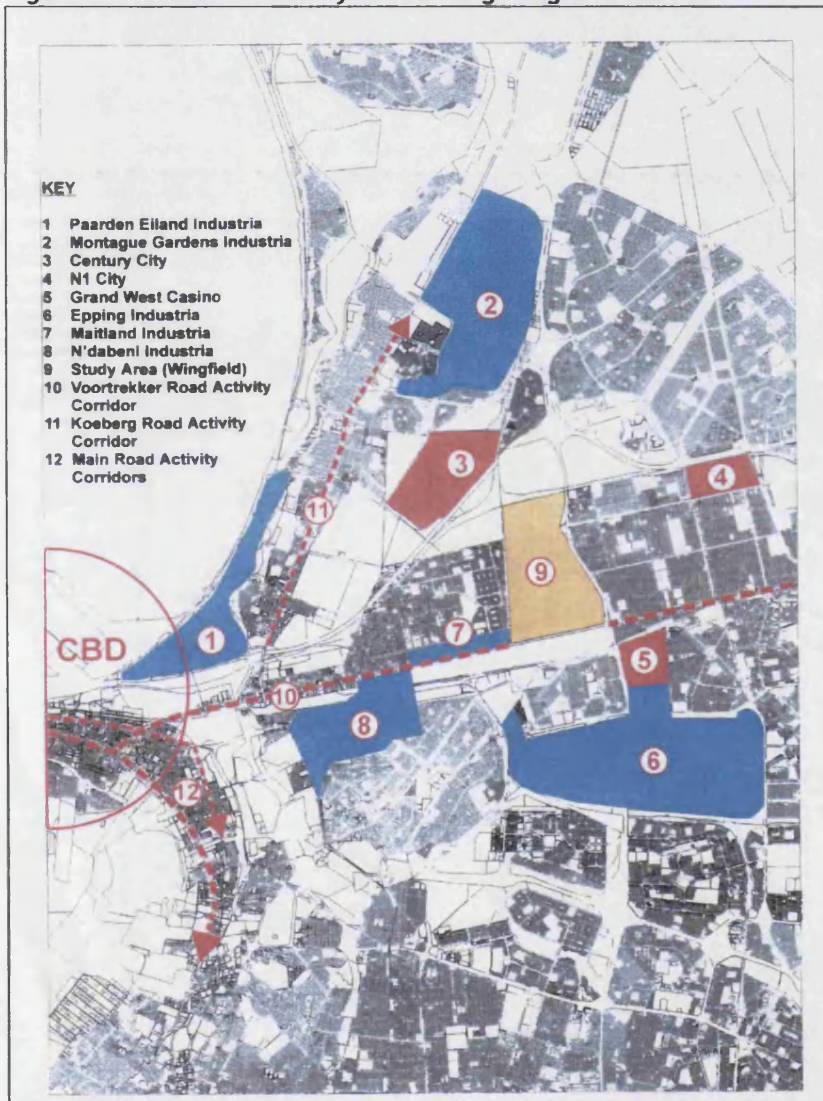 KEY
1 Paarden Eiland Industria
2 Montague Gardens Industria
3 Century City
4 N1 City
5 Grand West Casino
6 Epping Industria
7 Maitland Industria
8 N'dabeni Industria
9 Study Area (Wingfield)
10 Voortrekker Road Activity
Corridor
11 Koeberg Road Activity
Corridor
12 Main Road Activity
Corridors
2
3
4
11
9
1
7
CBD
5
10
8
6
12